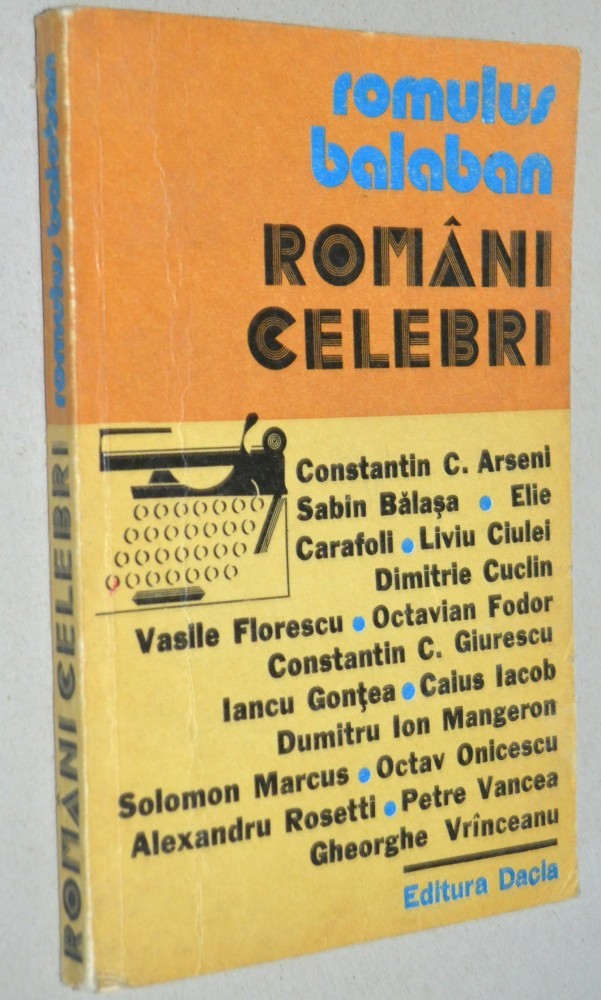 romulus
balaban
ROMÂNI
CELEBRI
Constantin C. Arseni
Sabin Bălaşa • Elie
Carafoli • Liviu Ciulei
Dimitrie Cuclin
Vasile Florescu • Octavian Fodor
Constantin C. Giurescu
Iancu Gonţea • Caius Iacob
Dumitru Ion Mangeron
Solomon Marcus • Octav Onicescu
Alexandru Rosetti • Petre Vancea
Gheorghe Vrînceanu
Editura Dacia
ROMÂNI CELEBRI romulus balaban